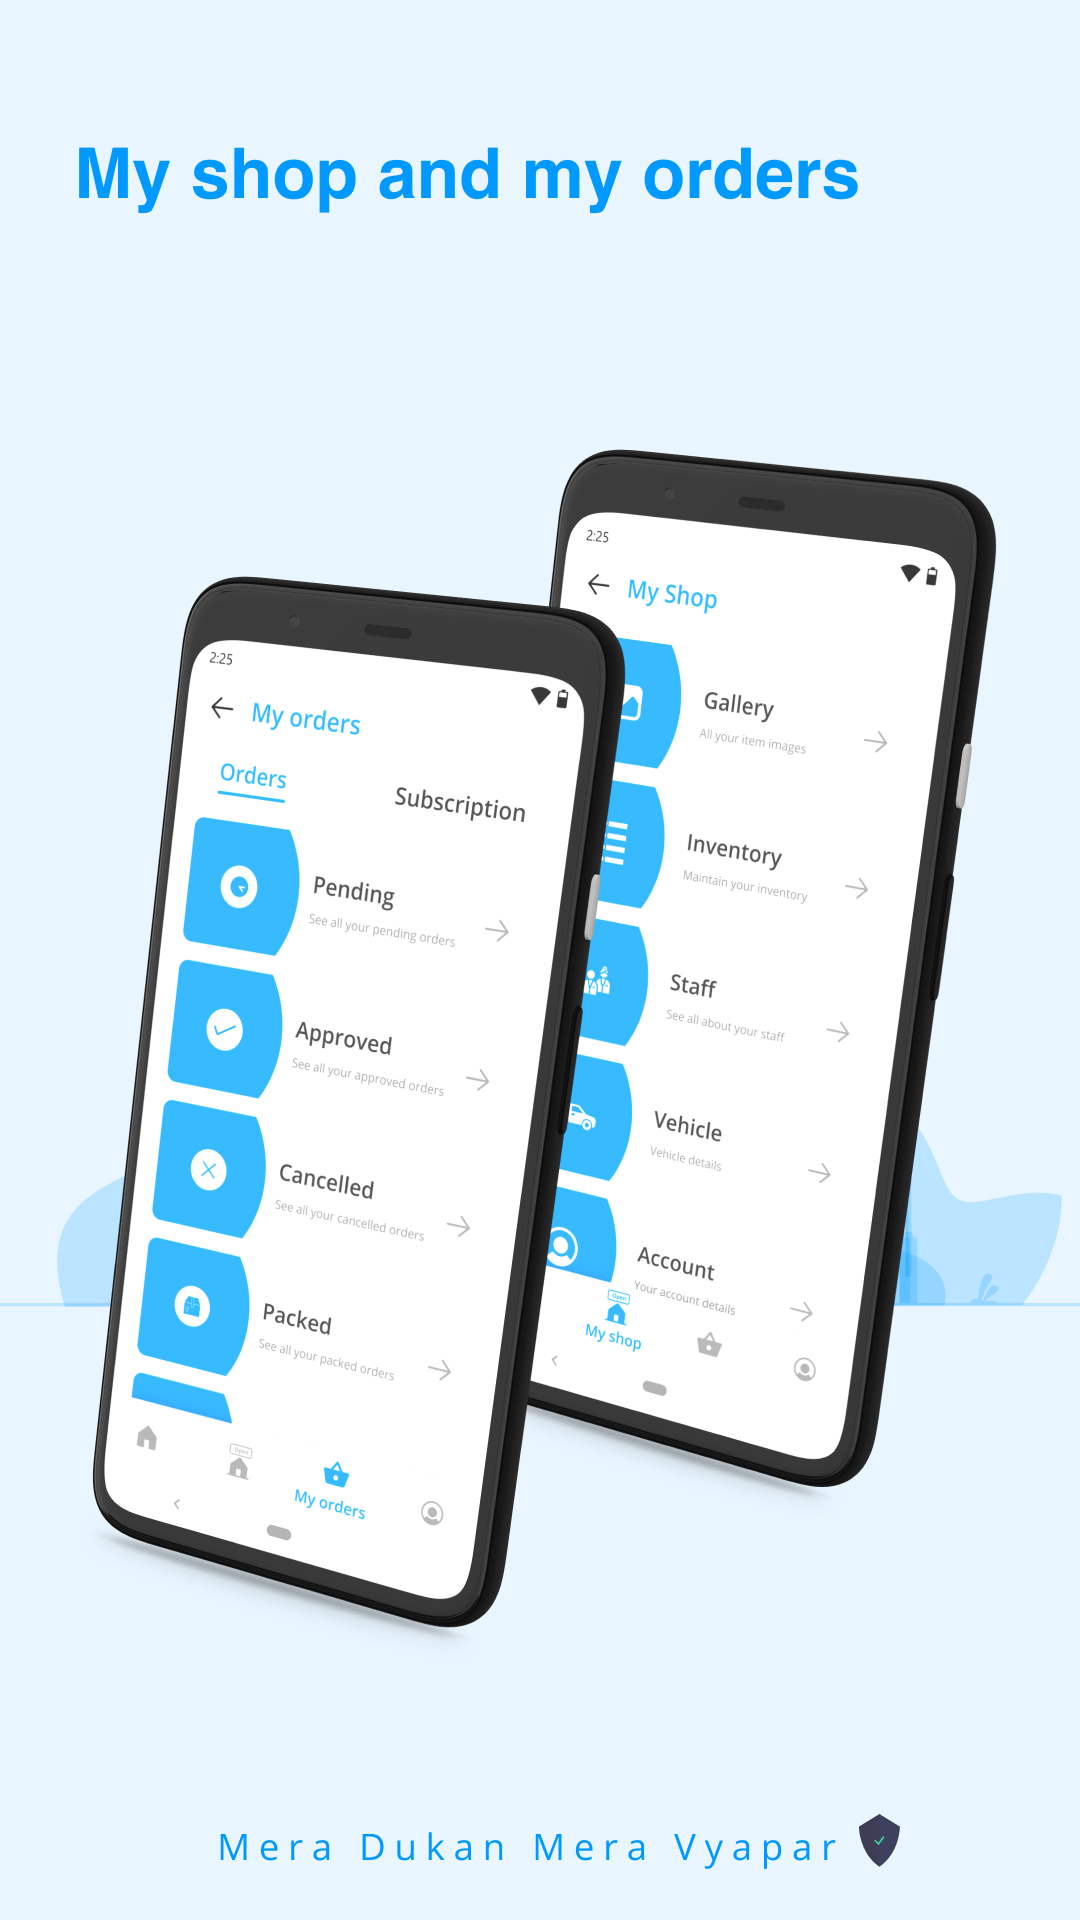 My shop and my orders
2:25
My Shop
Gallery
All your item images
Inventory
Maintain your inventory
Staff
See all about your staff
Vehicle
Vehicle details
Account
Your account details
Open
My shop
2:25
My orders
Orders
Subscription
Pending
See all your pending orders
Approved
See all your approved orders
Cancelled
See all your cancelled orders
Packed
See all your packed orders
Open
My orders
Mera Dukan Mera Vyapar